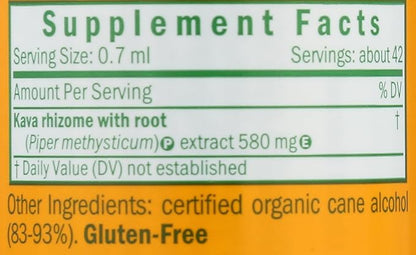 Supplement Facts
Serving Size: 0.7 ml Servings: about 42
Amount Per Serving % DV
Kava rhizome with root †
(Piper methysticum) Ⓟ extract 580 mg Ⓔ
† Daily Value (DV) not established
Other Ingredients: certified organic cane alcohol
(83-93%). Gluten-Free